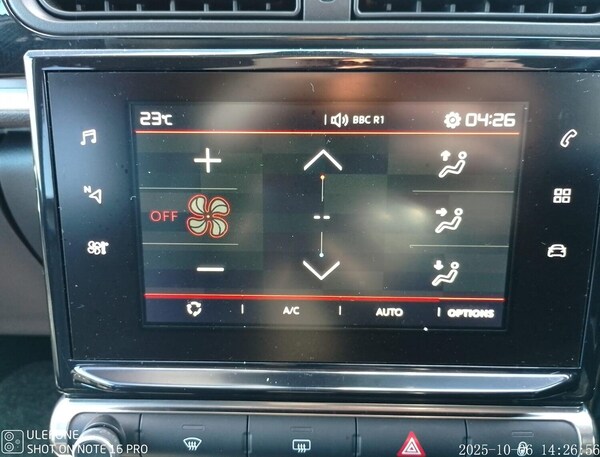 23°C
BBC R1
04:26
N
OFF
--
A/C
AUTO
OPTIONS
ULEFONE
SHOT ON NOTE 16 PRO
2025-10-06 14:26:56